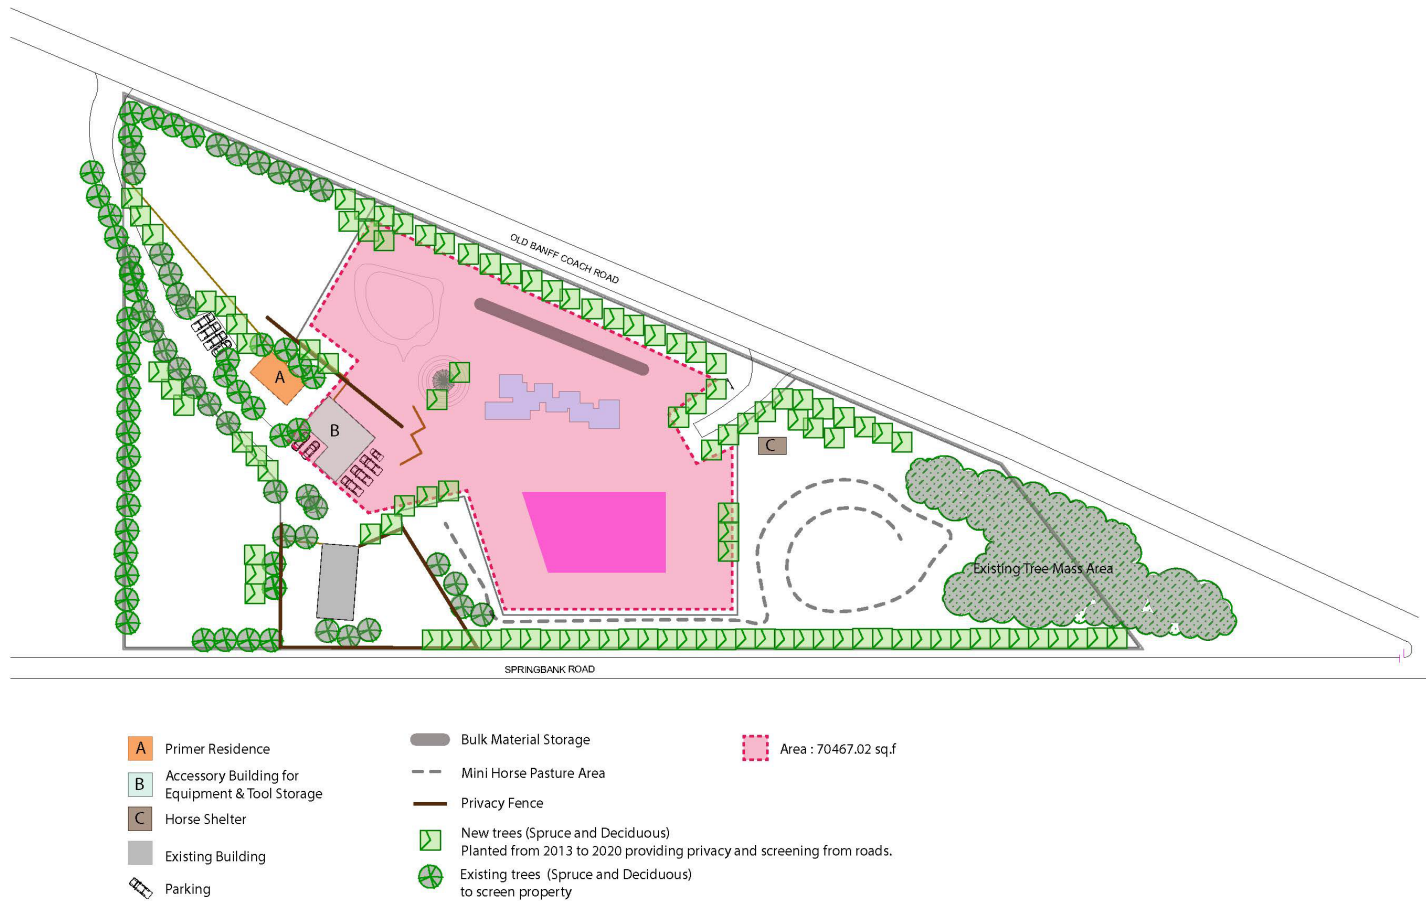 OLD BANFF COACH ROAD
A
B
C
Existing Tree Mass Area
SPRINGBANK ROAD
A Primer Residence
B Accessory Building for
Equipment & Tool Storage
C Horse Shelter
Existing Building
Parking
Bulk Material Storage
Mini Horse Pasture Area
Privacy Fence
New trees (Spruce and Deciduous)
Planted from 2013 to 2020 providing privacy and screening from roads.
Existing trees (Spruce and Deciduous)
to screen property
Area : 70467.02 sq.f